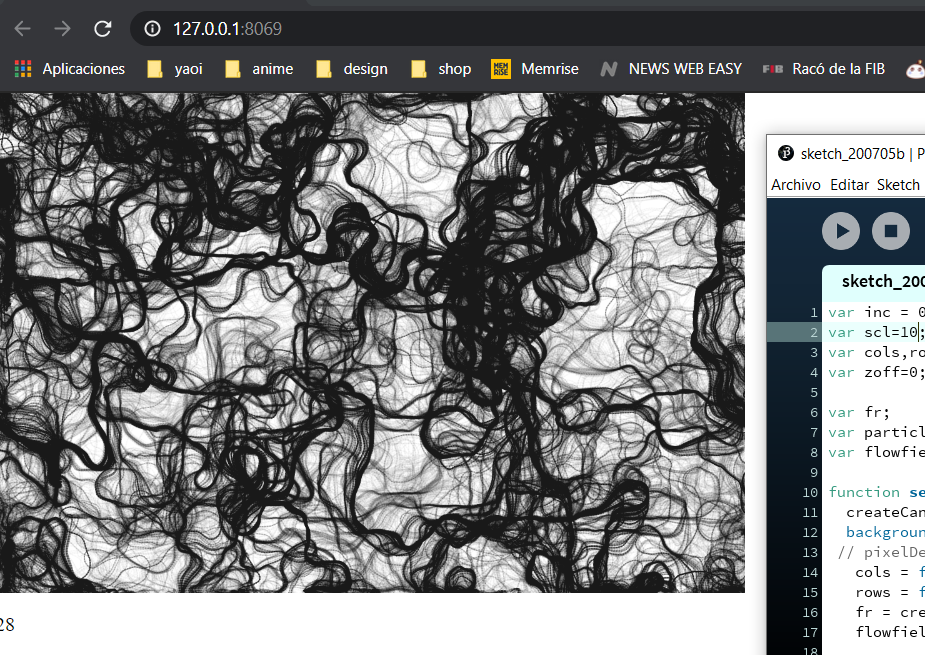 127.0.0.1:8069
Aplicaciones yaoi anime design shop MEM RISE Memrise NEWS WEB EASY FIB Racó de la FIB
28
sketch_200705b | P
Archivo Editar Sketch
sketch_200
1 var inc = 0
2 var scl=10;
3 var cols,ro
4 var zoff=0;
5
6 var fr;
7 var particl
8 var flowfie
9
10 function se
11 createCan
12 backgroun
13 // pixelDe
14 cols = f
15 rows = f
16 fr = cre
17 flowfiel
18